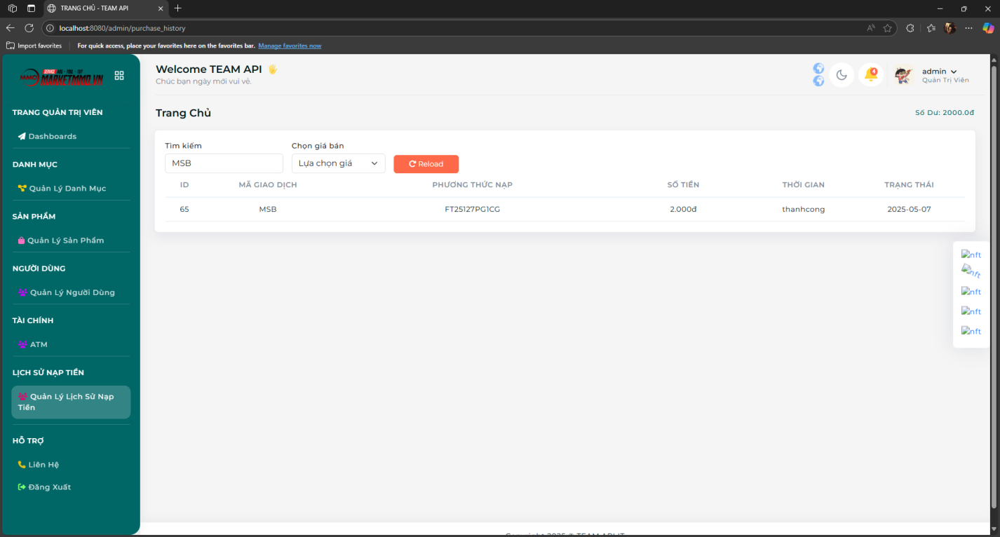 TRANG CHỦ - TEAM API
localhost:8080/admin/purchase_history
Import favorites
For quick access, place your favorites here on the favorites bar. Manage favorites now
MMO
MARKETMMO.VN
Welcome TEAM API
Chúc bạn ngày mới vui vẻ.
4
admin
Quản Trị Viên
TRANG QUẢN TRỊ VIÊN
Dashboards
DANH MỤC
Quản Lý Danh Mục
SẢN PHẨM
Quản Lý Sản Phẩm
NGƯỜI DÙNG
Quản Lý Người Dùng
TÀI CHÍNH
ATM
LỊCH SỬ NẠP TIỀN
Quản Lý Lịch Sử Nạp
Tiền
HỖ TRỢ
Liên Hệ
Đăng Xuất
Trang Chủ
Số Dư: 2000.0đ
Tìm kiếm
Chọn giá bán
MSB
Lựa chọn giá
Reload
ID MÃ GIAO DỊCH PHƯƠNG THỨC NẠP SỐ TIỀN THỜI GIAN TRẠNG THÁI
65 MSB FT25127PG1CG 2.000đ thanhcong 2025-05-07
nft
nft
nft
nft
nft